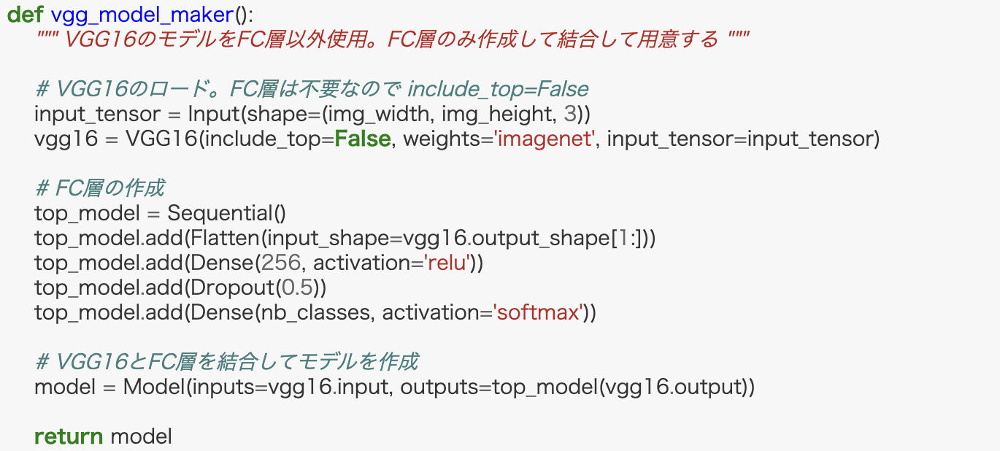 def vgg_model_maker():
    """ VGG16のモデルをFC層以外使用。FC層のみ作成して結合して用意する """

    # VGG16のロード。FC層は不要なので include_top=False
    input_tensor = Input(shape=(img_width, img_height, 3))
    vgg16 = VGG16(include_top=False, weights='imagenet', input_tensor=input_tensor)

    # FC層の作成
    top_model = Sequential()
    top_model.add(Flatten(input_shape=vgg16.output_shape[1:]))
    top_model.add(Dense(256, activation='relu'))
    top_model.add(Dropout(0.5))
    top_model.add(Dense(nb_classes, activation='softmax'))

    # VGG16とFC層を結合してモデルを作成
    model = Model(inputs=vgg16.input, outputs=top_model(vgg16.output))

    return model